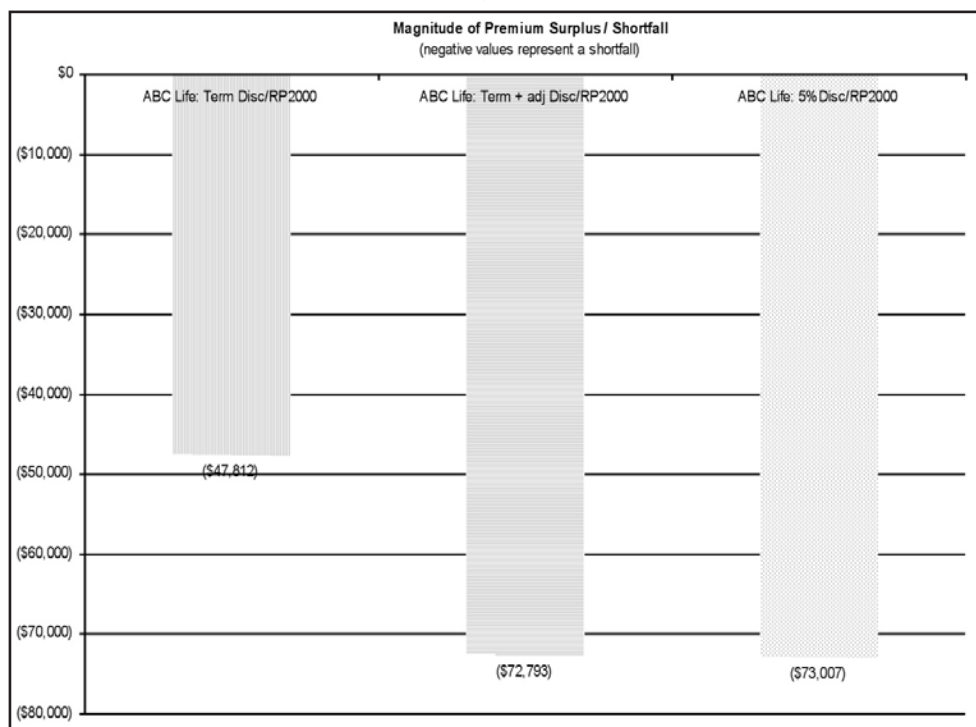 Magnitude of Premium Surplus / Shortfall
(negative values represent a shortfall)
$0
ABC Life: Term Disc/RP2000
ABC Life: Term + adj Disc/RP2000
ABC Life: 5% Disc/RP2000
($10,000)
($20,000)
($30,000)
($40,000)
($47,812)
($50,000)
($60,000)
($70,000)
($72,793)
($73,007)
($80,000)